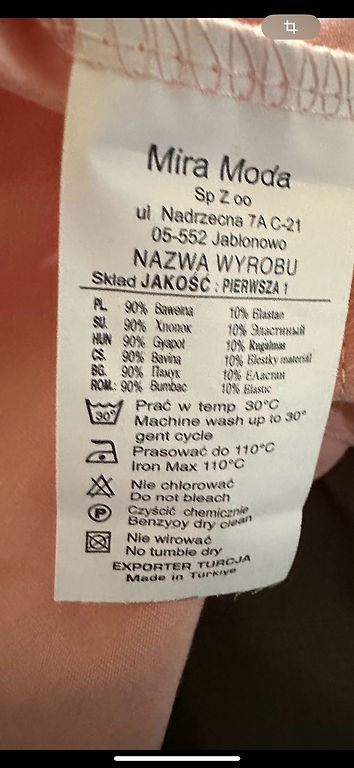 Mira Moda
Sp Z oo
ul Nadrzecna 7A C-21
05-552 Jabłonowo
NAZWA WYROBU
Skład JAKOŚĆ : PIERWSZA 1
PL. 90% Bawełna 10% Elastan
SU. 90% Хлопок 10% Эластичный
HUN 90% Gyapot 10% Rugalmas
CS. 90% Bavlna 10% Elestky materiál
BG. 90% Памук 10% ЕЛастан
ROM.: 90% Bumbac 10% Elastic
30° Prać w temp 30°C
Machine wash up to 30°
gent cycle
Prasować do 110°C
Iron Max 110°C
Nie chlorować
Do not bleach
P Czyścić chemicznie
Benzyoy dry clean
Nie wirować
No tumble dry
EXPORTER TURCJA
Made in Türkiye